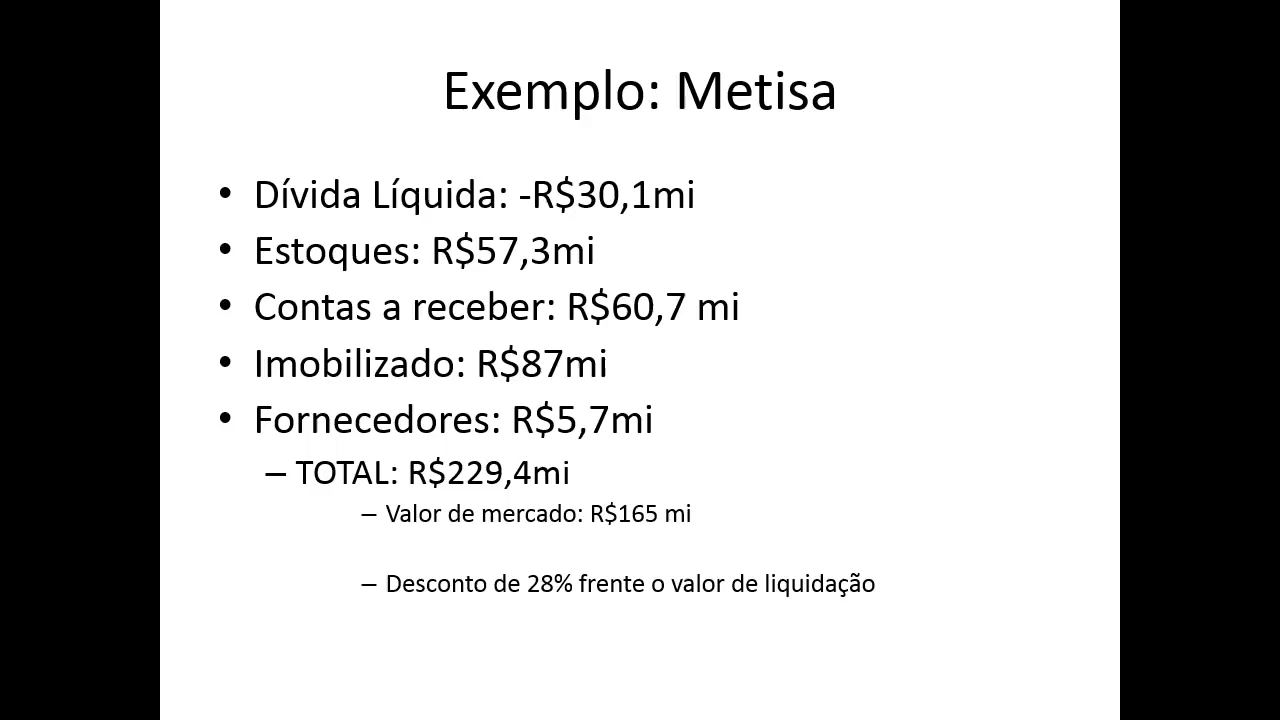 Exemplo: Metisa
• Dívida Líquida: -R$30,1mi
• Estoques: R$57,3mi
• Contas a receber: R$60,7 mi
• Imobilizado: R$87mi
• Fornecedores: R$5,7mi
– TOTAL: R$229,4mi
– Valor de mercado: R$165 mi
– Desconto de 28% frente o valor de liquidação